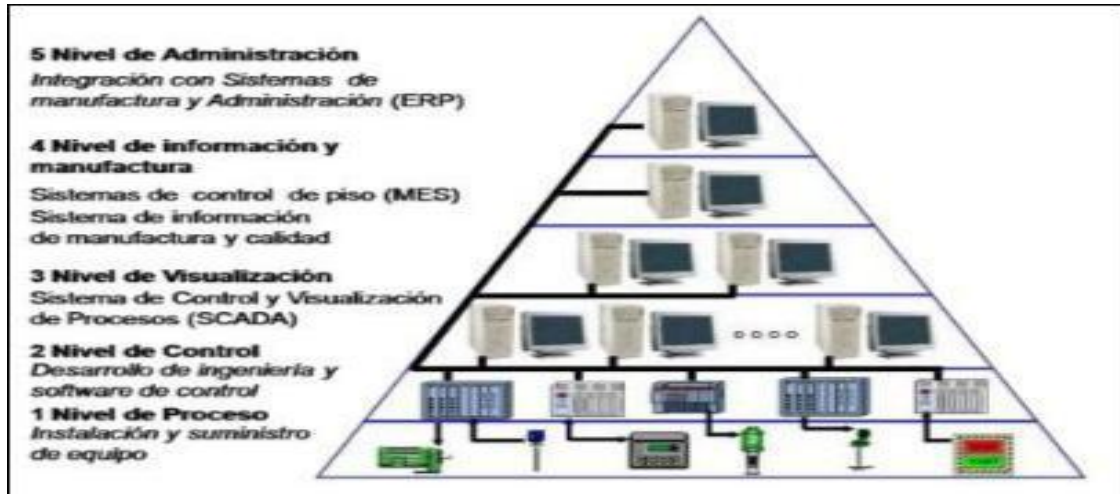 5 Nivel de Administración
Integración con Sistemas de
manufactura y Administración (ERP)
4 Nivel de información y
manufactura
Sistemas de control de piso (MES)
Sistema de información
de manufactura y calidad
3 Nivel de Visualización
Sistema de Control y Visualización
de Procesos (SCADA)
2 Nivel de Control
Desarrollo de ingeniería y
software de control
1 Nivel de Proceso
Instalación y suministro
de equipo